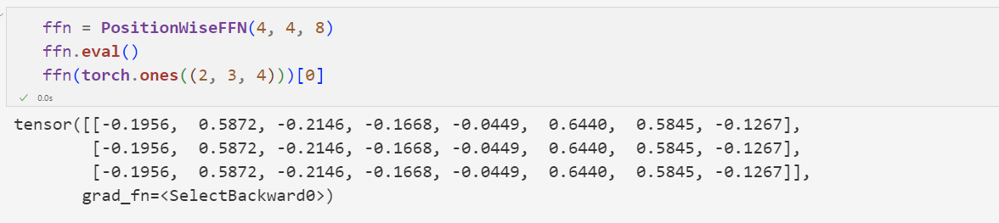 ffn = PositionWiseFFN(4, 4, 8)
ffn.eval()
ffn(torch.ones((2, 3, 4)))[0]
✓ 0.0s
tensor([[-0.1956,  0.5872, -0.2146, -0.1668, -0.0449,  0.6440,  0.5845, -0.1267],
        [-0.1956,  0.5872, -0.2146, -0.1668, -0.0449,  0.6440,  0.5845, -0.1267],
        [-0.1956,  0.5872, -0.2146, -0.1668, -0.0449,  0.6440,  0.5845, -0.1267]],
       grad_fn=<SelectBackward0>)